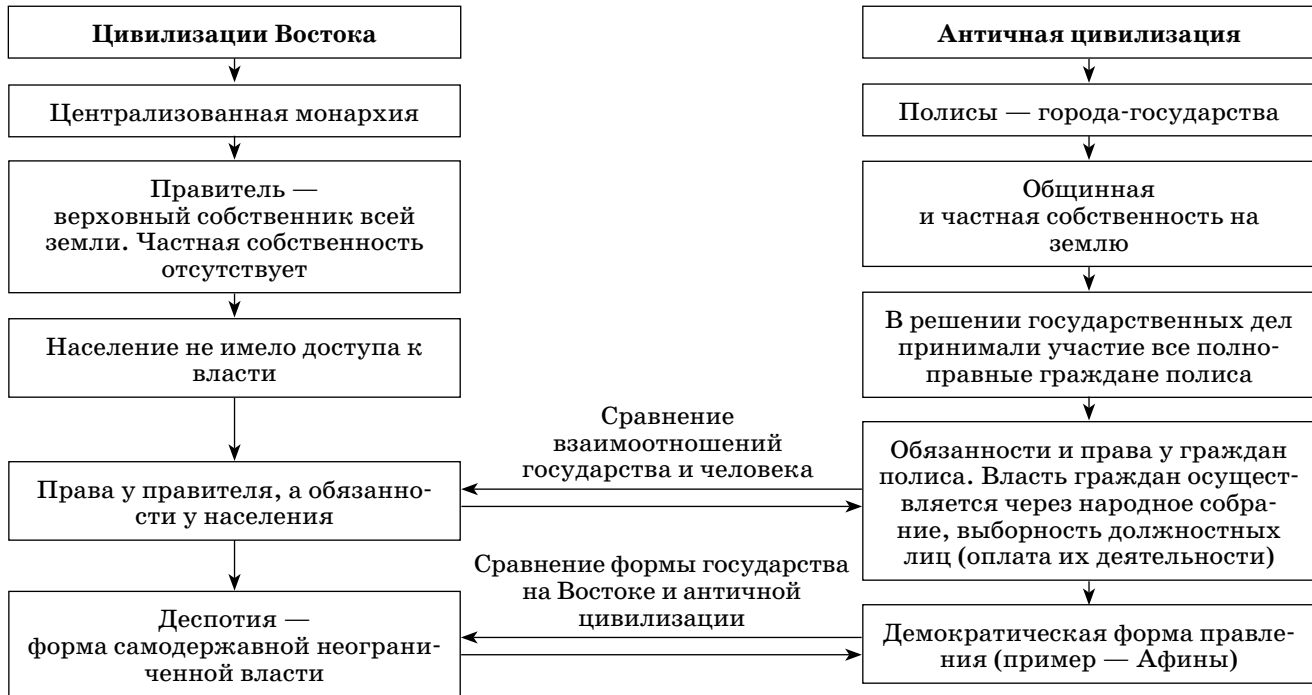 Цивилизации Востока
Централизованная монархия
Правитель —
верховный собственник всей
земли. Частная собственность
отсутствует
Население не имело доступа к
власти
Права у правителя, а обязанно-
сти у населения
Деспотия —
форма самодержавной неограни-
ченной власти
Сравнение
взаимоотношений
государства и человека
Сравнение формы государства
на Востоке и античной
цивилизации
Античная цивилизация
Полисы — города-государства
Общинная
и частная собственность на
землю
В решении государственных дел
принимали участие все полно-
правные граждане полиса
Обязанности и права у граждан
полиса. Власть граждан осущест-
вляется через народное собра-
ние, выборность должностных
лиц (оплата их деятельности)
Демократическая форма правле-
ния (пример — Афины)